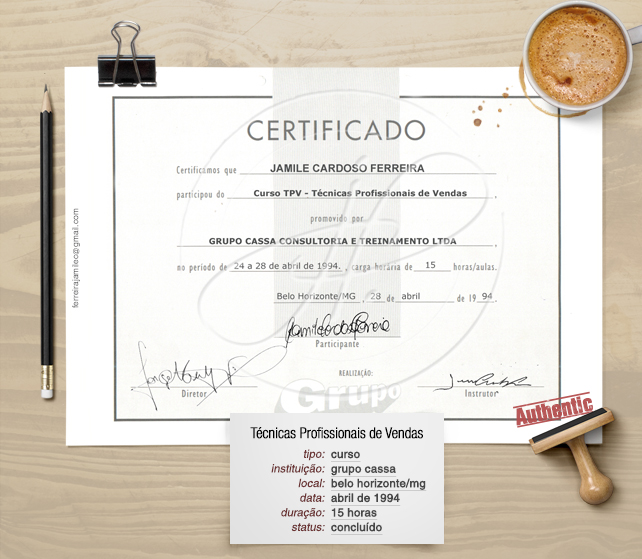 CERTIFICADO
Certificamos que JAMILE CARDOSO FERREIRA
participou do Curso TPV - Técnicas Profissionais de Vendas .
promovido por
GRUPO CASSA CONSULTORIA E TREINAMENTO LTDA
no período de 24 a 28 de abril de 1994. , carga horária de 15 horas/aulas.
Belo Horizonte/MG , 28 de abril de 19 94.
Participante
REALIZAÇÃO:
Grupo
Diretor
Instrutor
ferreirajamileo@gmail.com
Authentic
Técnicas Profissionais de Vendas
tipo: curso
instituição: grupo cassa
local: belo horizonte/mg
data: abril de 1994
duração: 15 horas
status: concluído